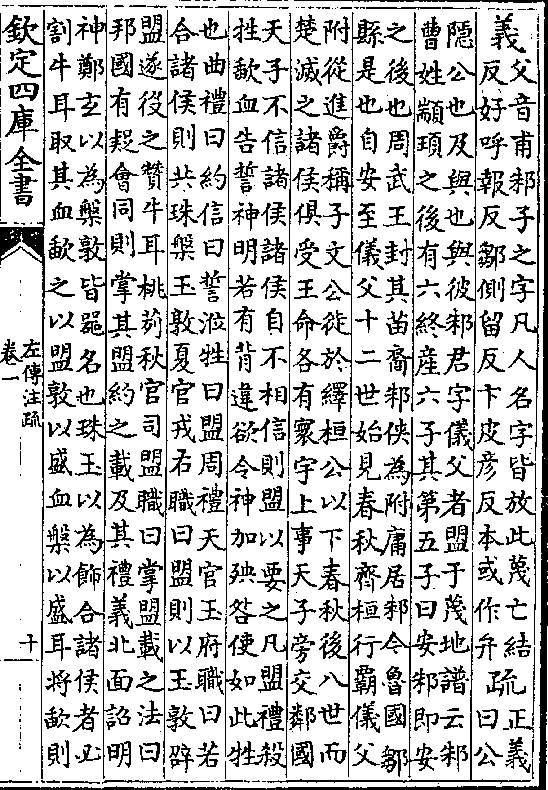 義父音甫邾子之字凡人名字皆放此蔑亡結
反好呼報反鄒側留反卞皮彦反本或作弁
疏正義
曰公
隐公也及與也與彼邾君字儀父者盟于蔑地譜云邾
曹姓顓頊之後有六終産六子其第五子曰安邾即安
之後也周武王封其苗裔邾俠為附庸居邾今魯國鄒
縣是也自安至儀父十二世始見春秋齊桓行霸儀父
附從進爵稱子文公徙於繹桓公以下春秋後八世而
楚滅之諸侯俱受王命各有寰宇上事天子旁交鄰國
天子不信諸侯諸侯自不相信則盟以要之凡盟禮殺
牲歃血告誓神明若有背違欲令神加殃咎使如此牲
也曲禮曰約信曰誓涖牲曰盟周禮天官玉府職曰若
合諸侯則共珠槃玉敦夏官戎右職曰盟則以玉敦辟
盟遂役之贊牛耳桃茢秋官司盟職曰掌盟載之法曰
邦國有疑會同則掌其盟約之載及其禮義北面詔明
神鄭玄以為槃敦皆器名也珠玉以為飾合諸侯者必
割牛耳取其血歃之以盟敦以盛血槃以盛耳將歃則
欽定四庫全書
左傳注疏
卷一
十